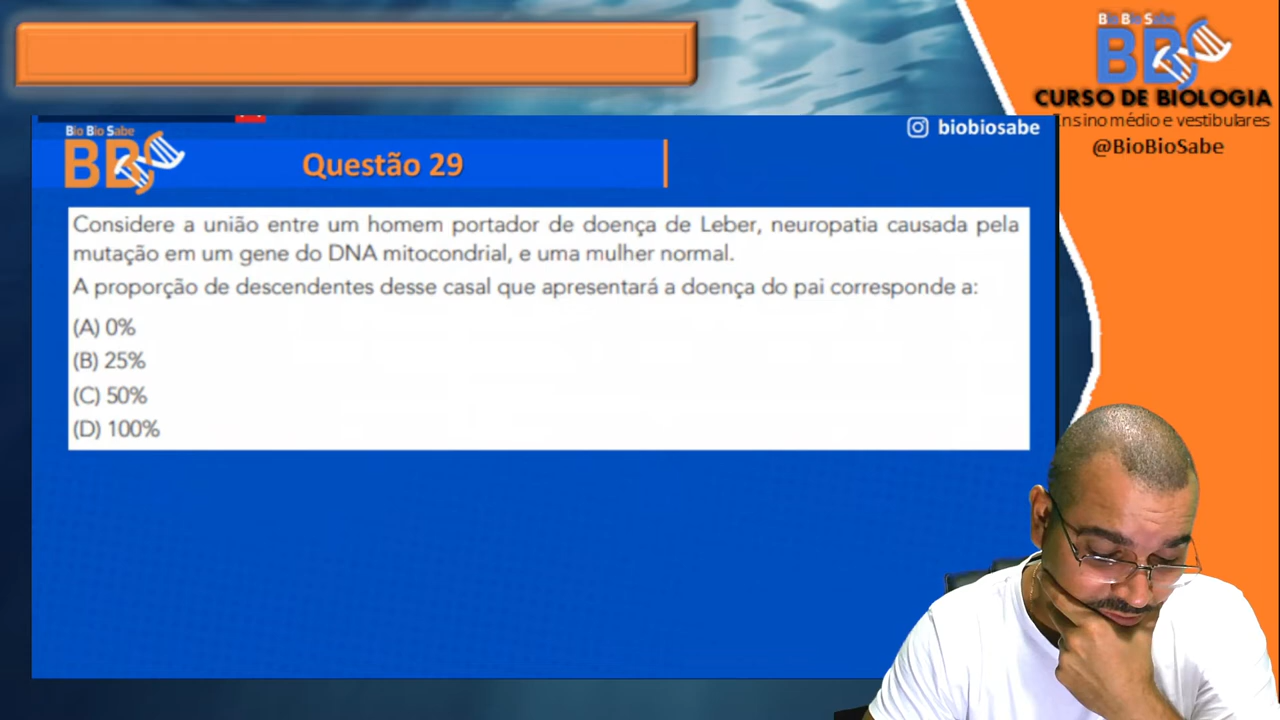 Bio Bio Sabe
BBS
CURSO DE BIOLOGIA
Ensino médio e vestibulares
@BioBioSabe
Bio Bio Sabe
BBS
Questão 29
biobiosabe
Considere a união entre um homem portador de doença de Leber, neuropatia causada pela
mutação em um gene do DNA mitocondrial, e uma mulher normal.
A proporção de descendentes desse casal que apresentará a doença do pai corresponde a:
(A) 0%
(B) 25%
(C) 50%
(D) 100%